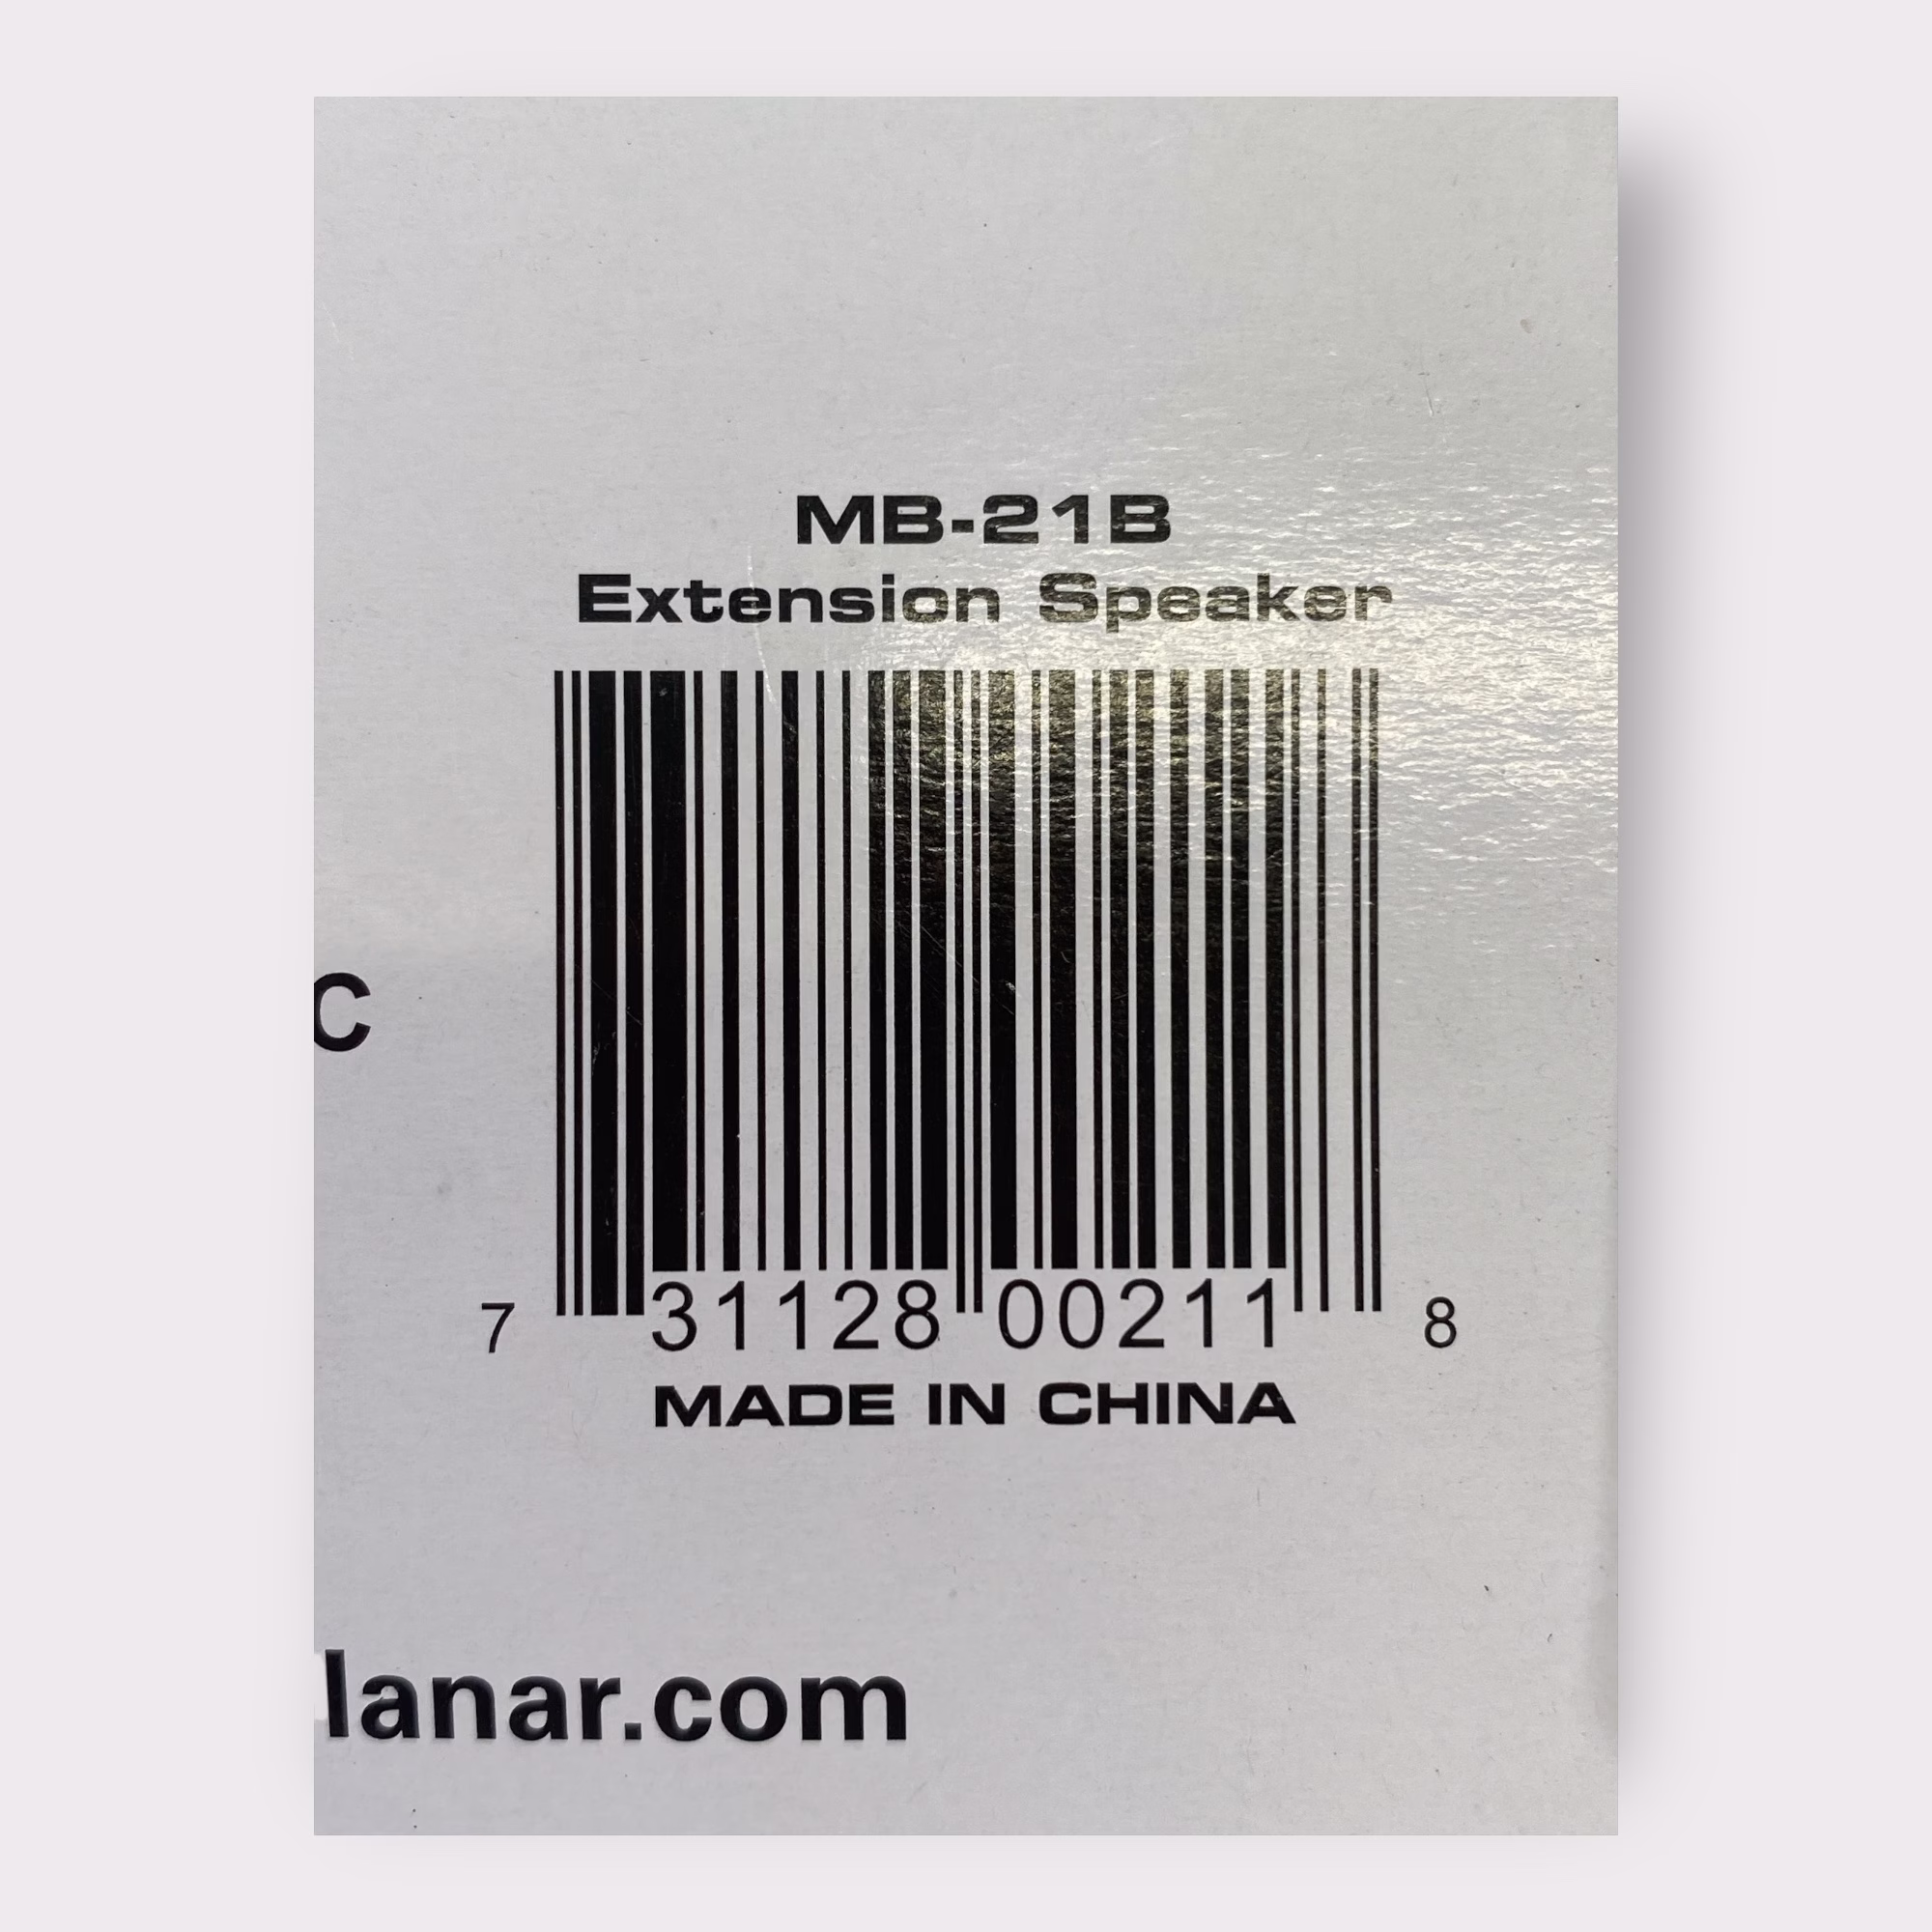 MB-21B
Extension Speaker
C
7 31128 00211 8
MADE IN CHINA
lanar.com